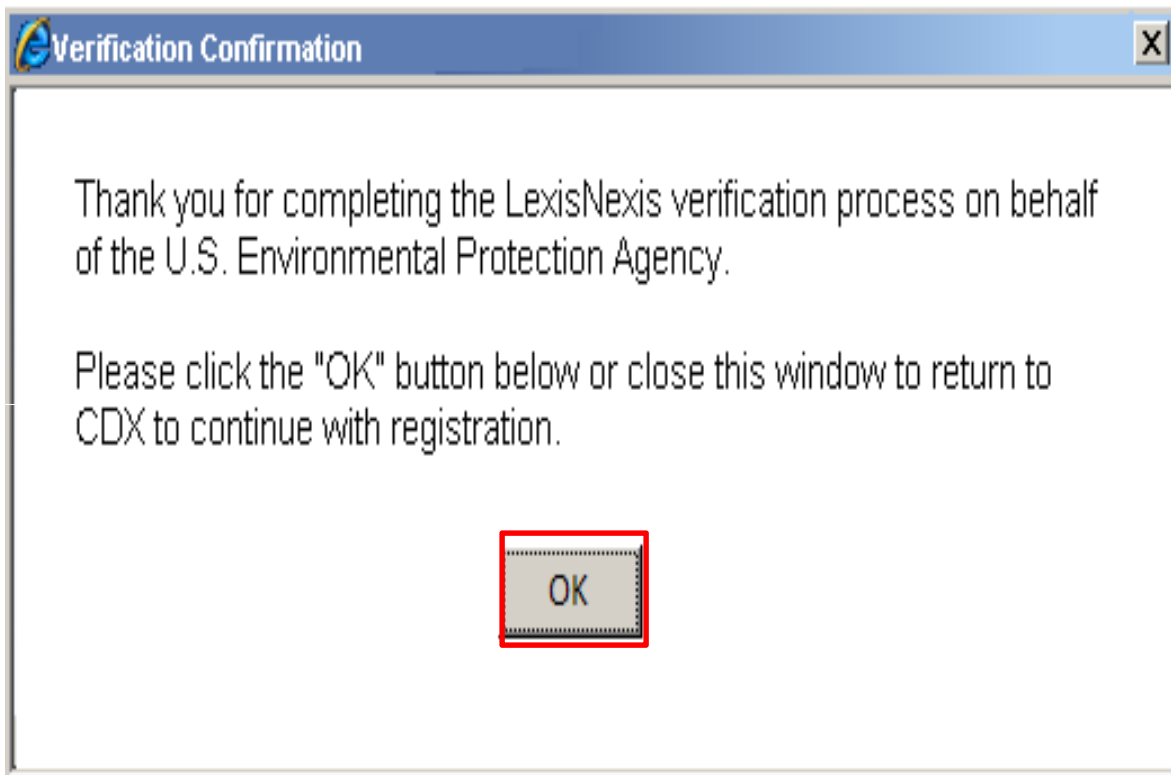 Verification Confirmation
Thank you for completing the LexisNexis verification process on behalf
of the U.S. Environmental Protection Agency.
Please click the "OK" button below or close this window to return to
CDX to continue with registration.
OK